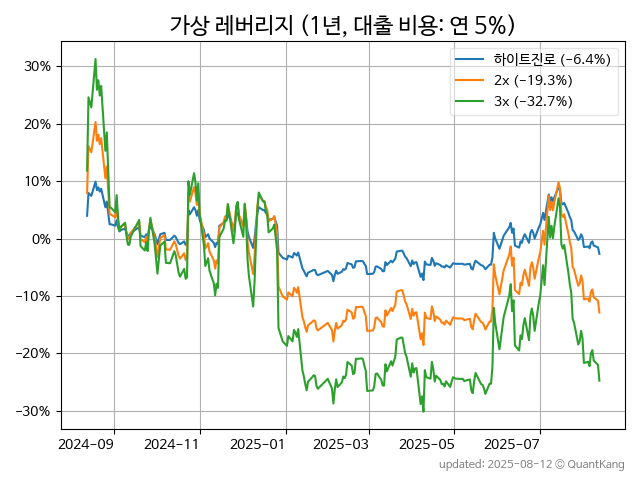 가상 레버리지 (1년, 대출 비용: 연 5%)
하이트진로 (−6.4%)
2x (−19.3%)
3x (−32.7%)
30%
20%
10%
0%
−10%
−20%
−30%
2024-09 2024-11 2025-01 2025-03 2025-05 2025-07
updated: 2025-08-12 © QuantKang